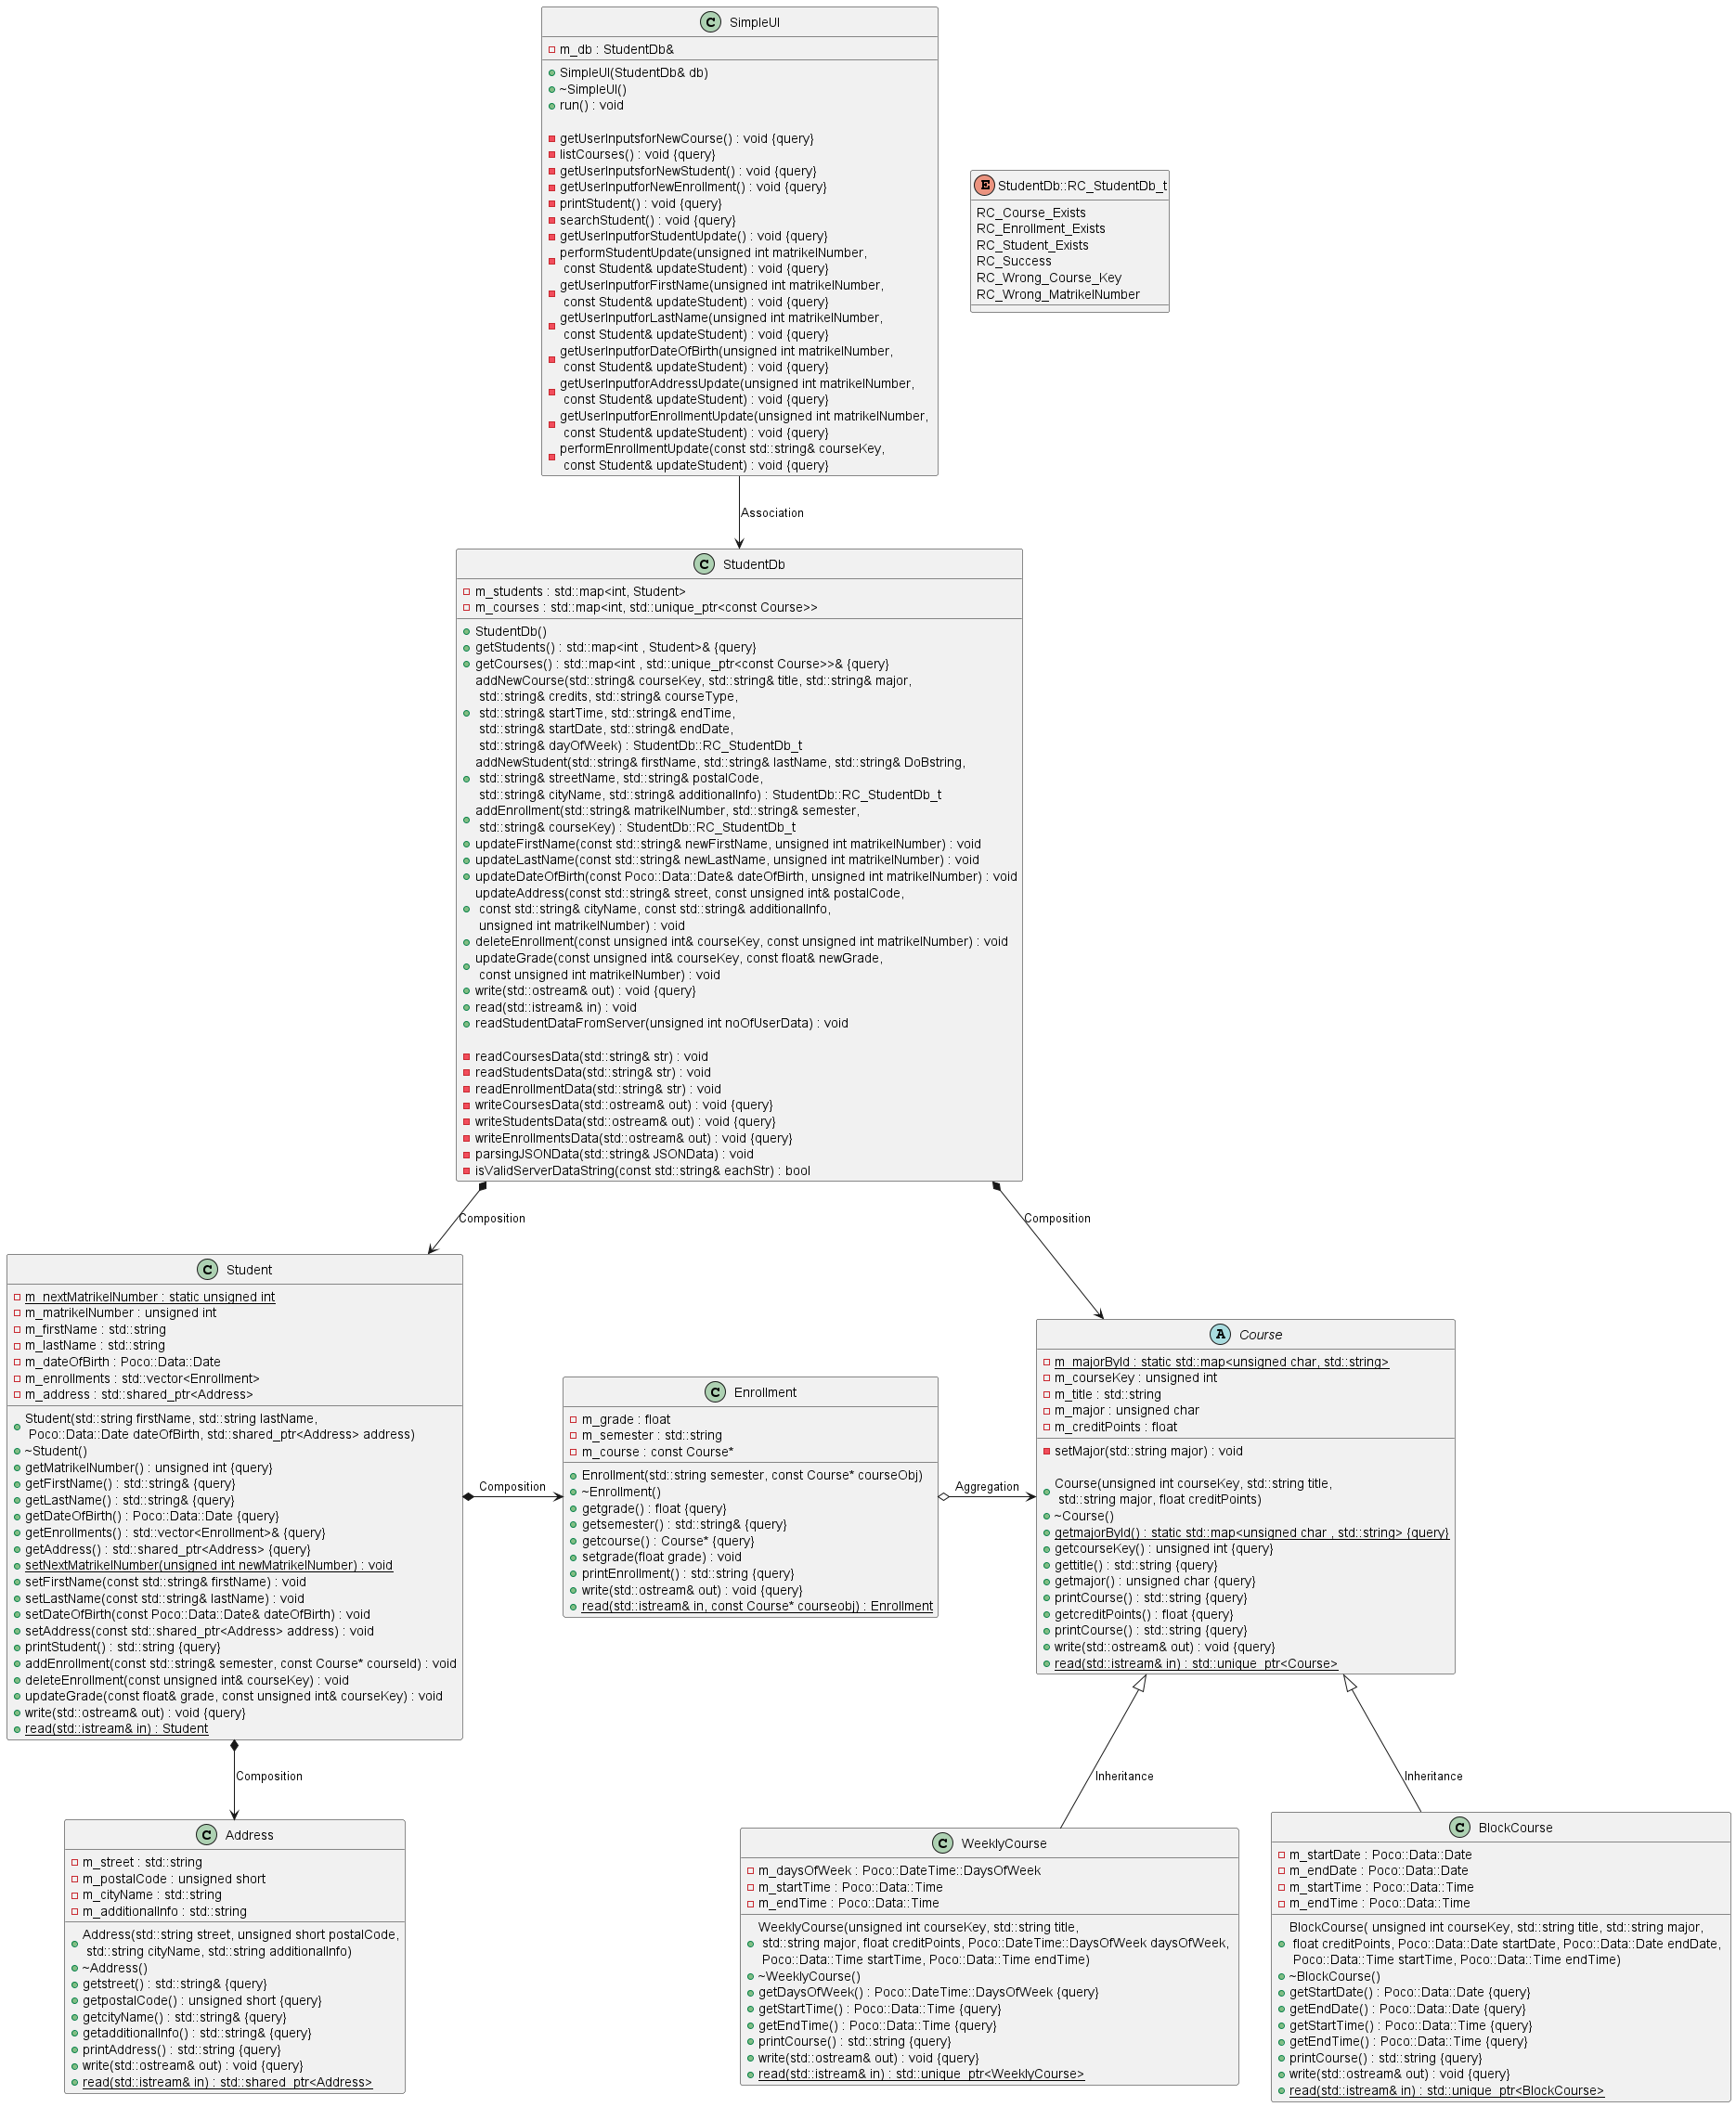 C SimpleUI
m_db : StudentDb&
SimpleUI(StudentDb& db)
~SimpleUI()
run() : void
getUserInputsforNewCourse() : void {query}
listCourses() : void {query}
getUserInputsforNewStudent() : void {query}
getUserInputforNewEnrollment() : void {query}
printStudent() : void {query}
searchStudent() : void {query}
getUserInputforStudentUpdate() : void {query}
performStudentUpdate(unsigned int matrikelNumber,
const Student& updateStudent) : void {query}
getUserInputforFirstName(unsigned int matrikelNumber,
const Student& updateStudent) : void {query}
getUserInputforLastName(unsigned int matrikelNumber,
const Student& updateStudent) : void {query}
getUserInputforDateOfBirth(unsigned int matrikelNumber,
const Student& updateStudent) : void {query}
getUserInputforAddressUpdate(unsigned int matrikelNumber,
const Student& updateStudent) : void {query}
getUserInputforEnrollmentUpdate(unsigned int matrikelNumber,
const Student& updateStudent) : void {query}
performEnrollmentUpdate(const std::string& courseKey,
const Student& updateStudent) : void {query}
E StudentDb::RC_StudentDb_t
RC_Course_Exists
RC_Enrollment_Exists
RC_Student_Exists
RC_Success
RC_Wrong_Course_Key
RC_Wrong_MatrikelNumber
Association
C StudentDb
m_students : std::map<int, Student>
m_courses : std::map<int, std::unique_ptr<const Course>>
StudentDb()
getStudents() : std::map<int , Student>& {query}
getCourses() : std::map<int , std::unique_ptr<const Course>>& {query}
addNewCourse(std::string& courseKey, std::string& title, std::string& major,
std::string& credits, std::string& courseType,
std::string& startTime, std::string& endTime,
std::string& startDate, std::string& endDate,
std::string& dayOfWeek) : StudentDb::RC_StudentDb_t
addNewStudent(std::string& firstName, std::string& lastName, std::string& DoBstring,
std::string& streetName, std::string& postalCode,
std::string& cityName, std::string& additionalInfo) : StudentDb::RC_StudentDb_t
addEnrollment(std::string& matrikelNumber, std::string& semester,
std::string& courseKey) : StudentDb::RC_StudentDb_t
updateFirstName(const std::string& newFirstName, unsigned int matrikelNumber) : void
updateLastName(const std::string& newLastName, unsigned int matrikelNumber) : void
updateDateOfBirth(const Poco::Data::Date& dateOfBirth, unsigned int matrikelNumber) : void
updateAddress(const std::string& street, const unsigned int& postalCode,
const std::string& cityName, const std::string& additionalInfo,
unsigned int matrikelNumber) : void
deleteEnrollment(const unsigned int& courseKey, const unsigned int matrikelNumber) : void
updateGrade(const unsigned int& courseKey, const float& newGrade,
const unsigned int matrikelNumber) : void
write(std::ostream& out) : void {query}
read(std::istream& in) : void
readStudentDataFromServer(unsigned int noOfUserData) : void
readCoursesData(std::string& str) : void
readStudentsData(std::string& str) : void
readEnrollmentData(std::string& str) : void
writeCoursesData(std::ostream& out) : void {query}
writeStudentsData(std::ostream& out) : void {query}
writeEnrollmentsData(std::ostream& out) : void {query}
parsingJSONData(std::string& JSONData) : void
isValidServerDataString(const std::string& eachStr) : bool
Composition
Composition
C Student
m_nextMatrikelNumber : static unsigned int
m_matrikelNumber : unsigned int
m_firstName : std::string
m_lastName : std::string
m_dateOfBirth : Poco::Data::Date
m_enrollments : std::vector<Enrollment>
m_address : std::shared_ptr<Address>
Student(std::string firstName, std::string lastName,
Poco::Data::Date dateOfBirth, std::shared_ptr<Address> address)
~Student()
getMatrikelNumber() : unsigned int {query}
getFirstName() : std::string& {query}
getLastName() : std::string& {query}
getDateOfBirth() : Poco::Data::Date {query}
getEnrollments() : std::vector<Enrollment>& {query}
getAddress() : std::shared_ptr<Address> {query}
setNextMatrikelNumber(unsigned int newMatrikelNumber) : void
setFirstName(const std::string& firstName) : void
setLastName(const std::string& lastName) : void
setDateOfBirth(const Poco::Data::Date& dateOfBirth) : void
setAddress(const std::shared_ptr<Address> address) : void
printStudent() : std::string {query}
addEnrollment(const std::string& semester, const Course* courseId) : void
deleteEnrollment(const unsigned int& courseKey) : void
updateGrade(const float& grade, const unsigned int& courseKey) : void
write(std::ostream& out) : void {query}
read(std::istream& in) : Student
Composition
C Enrollment
m_grade : float
m_semester : std::string
m_course : const Course*
Enrollment(std::string semester, const Course* courseObj)
~Enrollment()
getgrade() : float {query}
getsemester() : std::string& {query}
getcourse() : Course* {query}
setgrade(float grade) : void
printEnrollment() : std::string {query}
write(std::ostream& out) : void {query}
read(std::istream& in, const Course* courseobj) : Enrollment
Aggregation
A Course
m_majorById : static std::map<unsigned char, std::string>
m_courseKey : unsigned int
m_title : std::string
m_major : unsigned char
m_creditPoints : float
setMajor(std::string major) : void
Course(unsigned int courseKey, std::string title,
std::string major, float creditPoints)
~Course()
getmajorById() : static std::map<unsigned char , std::string> {query}
getcourseKey() : unsigned int {query}
gettitle() : std::string {query}
getmajor() : unsigned char {query}
printCourse() : std::string {query}
getcreditPoints() : float {query}
printCourse() : std::string {query}
write(std::ostream& out) : void {query}
read(std::istream& in) : std::unique_ptr<Course>
Composition
Inheritance
Inheritance
C Address
m_street : std::string
m_postalCode : unsigned short
m_cityName : std::string
m_additionalInfo : std::string
Address(std::string street, unsigned short postalCode,
std::string cityName, std::string additionalInfo)
~Address()
getstreet() : std::string& {query}
getpostalCode() : unsigned short {query}
getcityName() : std::string& {query}
getadditionalInfo() : std::string& {query}
printAddress() : std::string {query}
write(std::ostream& out) : void {query}
read(std::istream& in) : std::shared_ptr<Address>
C WeeklyCourse
m_daysOfWeek : Poco::DateTime::DaysOfWeek
m_startTime : Poco::Data::Time
m_endTime : Poco::Data::Time
WeeklyCourse(unsigned int courseKey, std::string title,
std::string major, float creditPoints, Poco::DateTime::DaysOfWeek daysOfWeek,
Poco::Data::Time startTime, Poco::Data::Time endTime)
~WeeklyCourse()
getDaysOfWeek() : Poco::DateTime::DaysOfWeek {query}
getStartTime() : Poco::Data::Time {query}
getEndTime() : Poco::Data::Time {query}
printCourse() : std::string {query}
write(std::ostream& out) : void {query}
read(std::istream& in) : std::unique_ptr<WeeklyCourse>
C BlockCourse
m_startDate : Poco::Data::Date
m_endDate : Poco::Data::Date
m_startTime : Poco::Data::Time
m_endTime : Poco::Data::Time
BlockCourse( unsigned int courseKey, std::string title, std::string major,
float creditPoints, Poco::Data::Date startDate, Poco::Data::Date endDate,
Poco::Data::Time startTime, Poco::Data::Time endTime)
~BlockCourse()
getStartDate() : Poco::Data::Date {query}
getEndDate() : Poco::Data::Date {query}
getStartTime() : Poco::Data::Time {query}
getEndTime() : Poco::Data::Time {query}
printCourse() : std::string {query}
write(std::ostream& out) : void {query}
read(std::istream& in) : std::unique_ptr<BlockCourse>